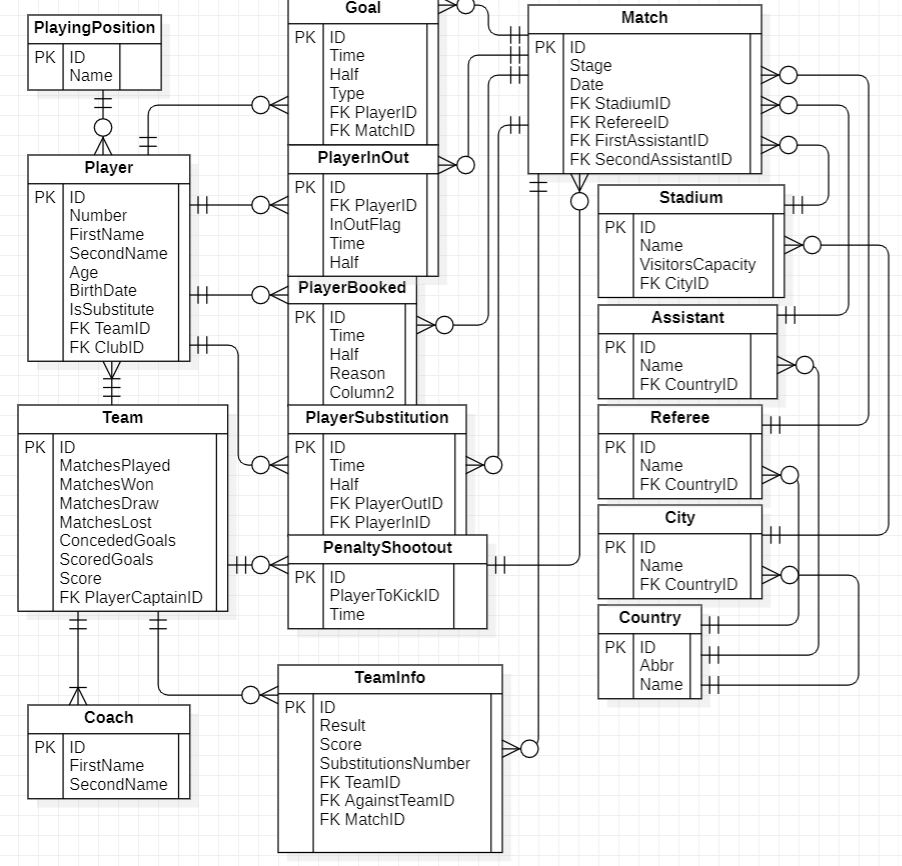 PlayingPosition
PK ID
Name
Player
PK ID
Number
FirstName
SecondName
Age
BirthDate
IsSubstitute
FK TeamID
FK ClubID
Team
PK ID
MatchesPlayed
MatchesWon
MatchesDraw
MatchesLost
ConcededGoals
ScoredGoals
Score
FK PlayerCaptainID
Coach
PK ID
FirstName
SecondName
Goal
PK ID
Time
Half
Type
FK PlayerID
FK MatchID
PlayerInOut
PK ID
FK PlayerID
InOutFlag
Time
Half
PlayerBooked
PK ID
Time
Half
Reason
Column2
PlayerSubstitution
PK ID
Time
Half
FK PlayerOutID
FK PlayerInID
PenaltyShootout
PK ID
PlayerToKickID
Time
TeamInfo
PK ID
Result
Score
SubstitutionsNumber
FK TeamID
FK AgainstTeamID
FK MatchID
Match
PK ID
Stage
Date
FK StadiumID
FK RefereeID
FK FirstAssistantID
FK SecondAssistantID
Stadium
PK ID
Name
VisitorsCapacity
FK CityID
Assistant
PK ID
Name
FK CountryID
Referee
PK ID
Name
FK CountryID
City
PK ID
Name
FK CountryID
Country
PK ID
Abbr
Name